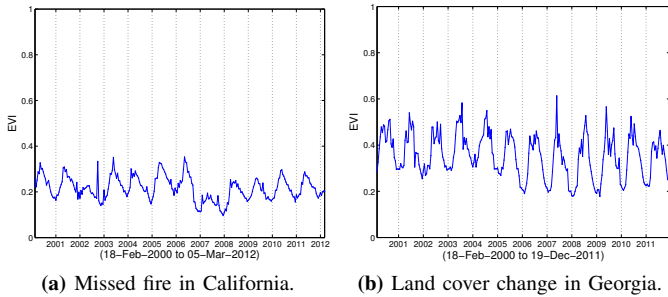 1
0.8
0.6
0.4
0.2
0
EVI
2001 2002 2003 2004 2005 2006 2007 2008 2009 2010 2011 2012
(18−Feb−2000 to 05−Mar−2012)
(a) Missed fire in California.
1
0.8
0.6
0.4
0.2
0
EVI
2001 2002 2003 2004 2005 2006 2007 2008 2009 2010 2011
(18−Feb−2000 to 19−Dec−2011)
(b) Land cover change in Georgia.